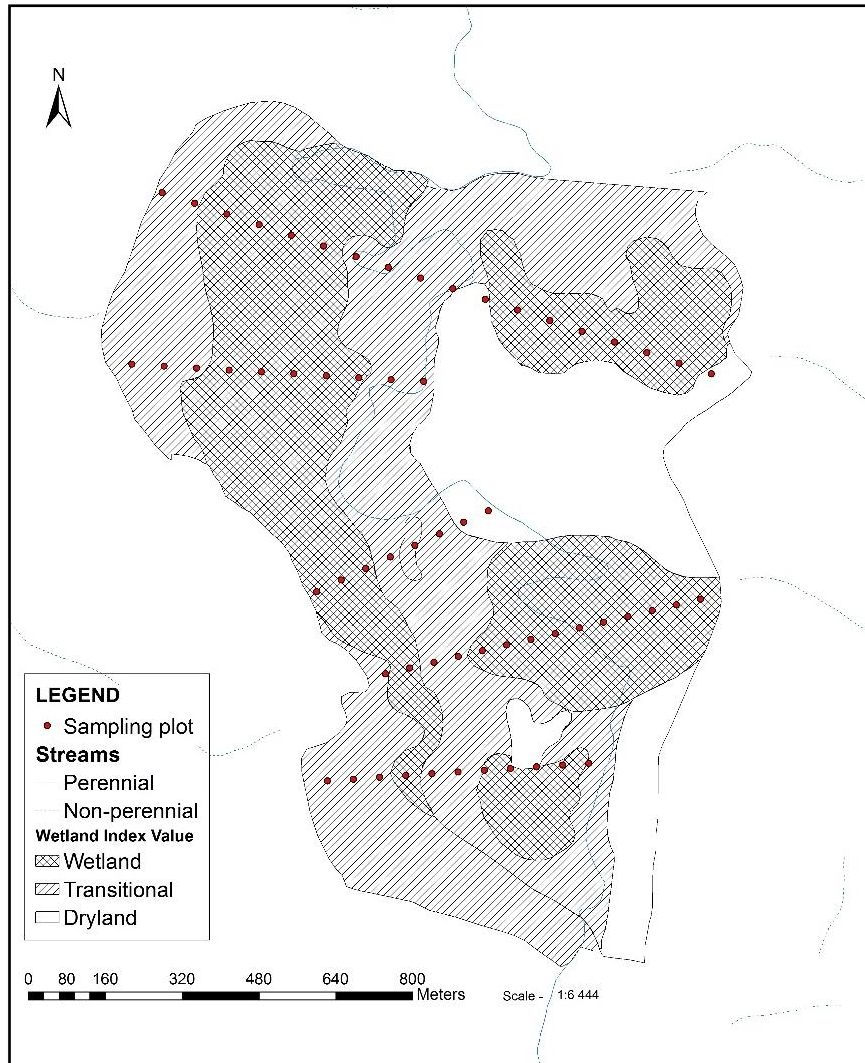 N
LEGEND
Sampling plot
Streams
Perennial
Non-perennial
Wetland Index Value
Wetland
Transitional
Dryland
0 80 160 320 480 640 800
Meters
Scale - 1:6 444